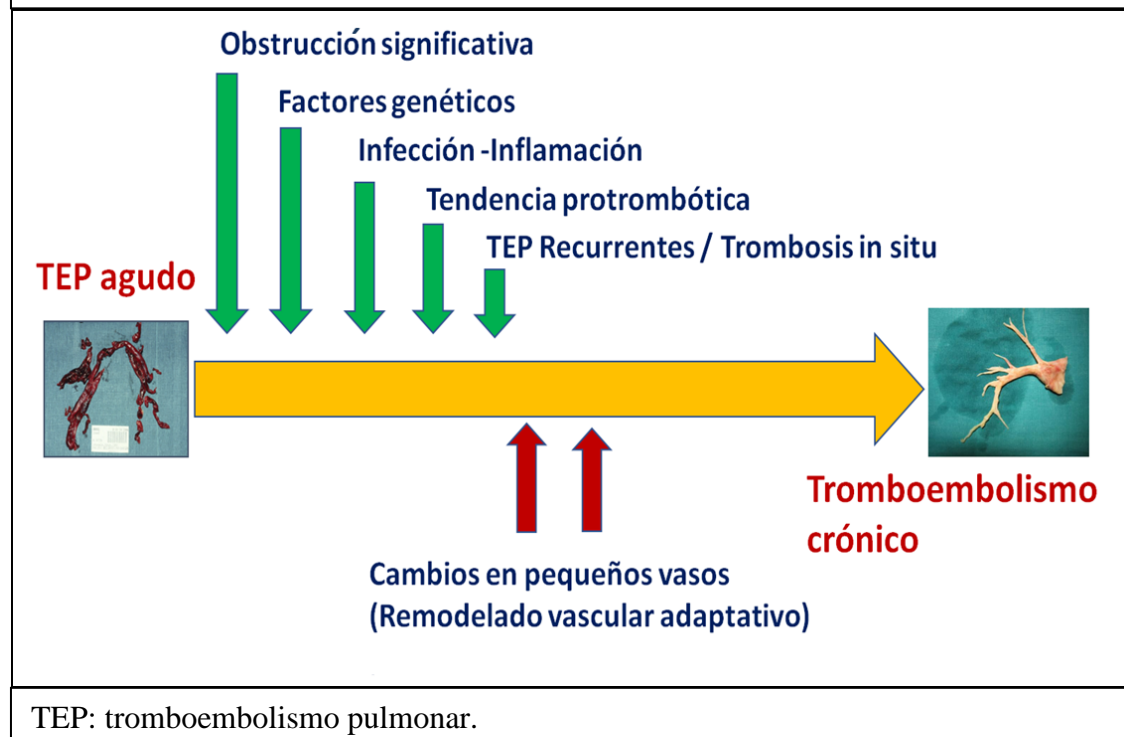 Obstrucción significativa
Factores genéticos
Infección -Inflamación
Tendencia protrombótica
TEP Recurrentes / Trombosis in situ
TEP agudo
Tromboembolismo
crónico
Cambios en pequeños vasos
(Remodelado vascular adaptativo)
TEP: tromboembolismo pulmonar.